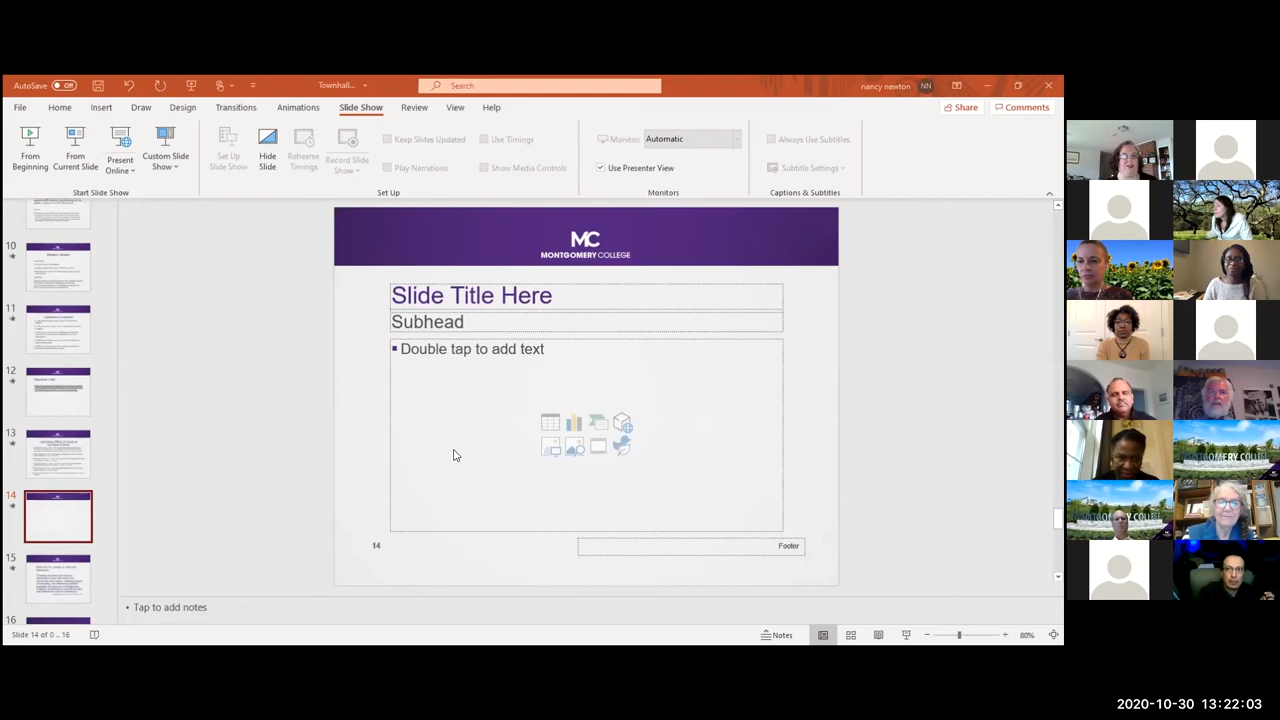 AutoSave Off Townhall... Search nancy newton NN
File Home Insert Draw Design Transitions Animations Slide Show Review View Help Share Comments
From Beginning
From Current Slide
Present Online
Custom Slide Show
Set Up Slide Show
Hide Slide
Rehearse Timings
Record Slide Show
Keep Slides Updated
Play Narrations
Use Timings
Show Media Controls
Monitor: Automatic
Use Presenter View
Always Use Subtitles
Subtitle Settings
Start Slide Show Set Up Monitors Captions & Subtitles
10
11
12
13
14
15
16
MC
MONTGOMERY COLLEGE
Slide Title Here
Subhead
Double tap to add text
14 Footer
• Tap to add notes
Slide 14 of 0 .. 16 Notes 80%
2020-10-30 13:22:03